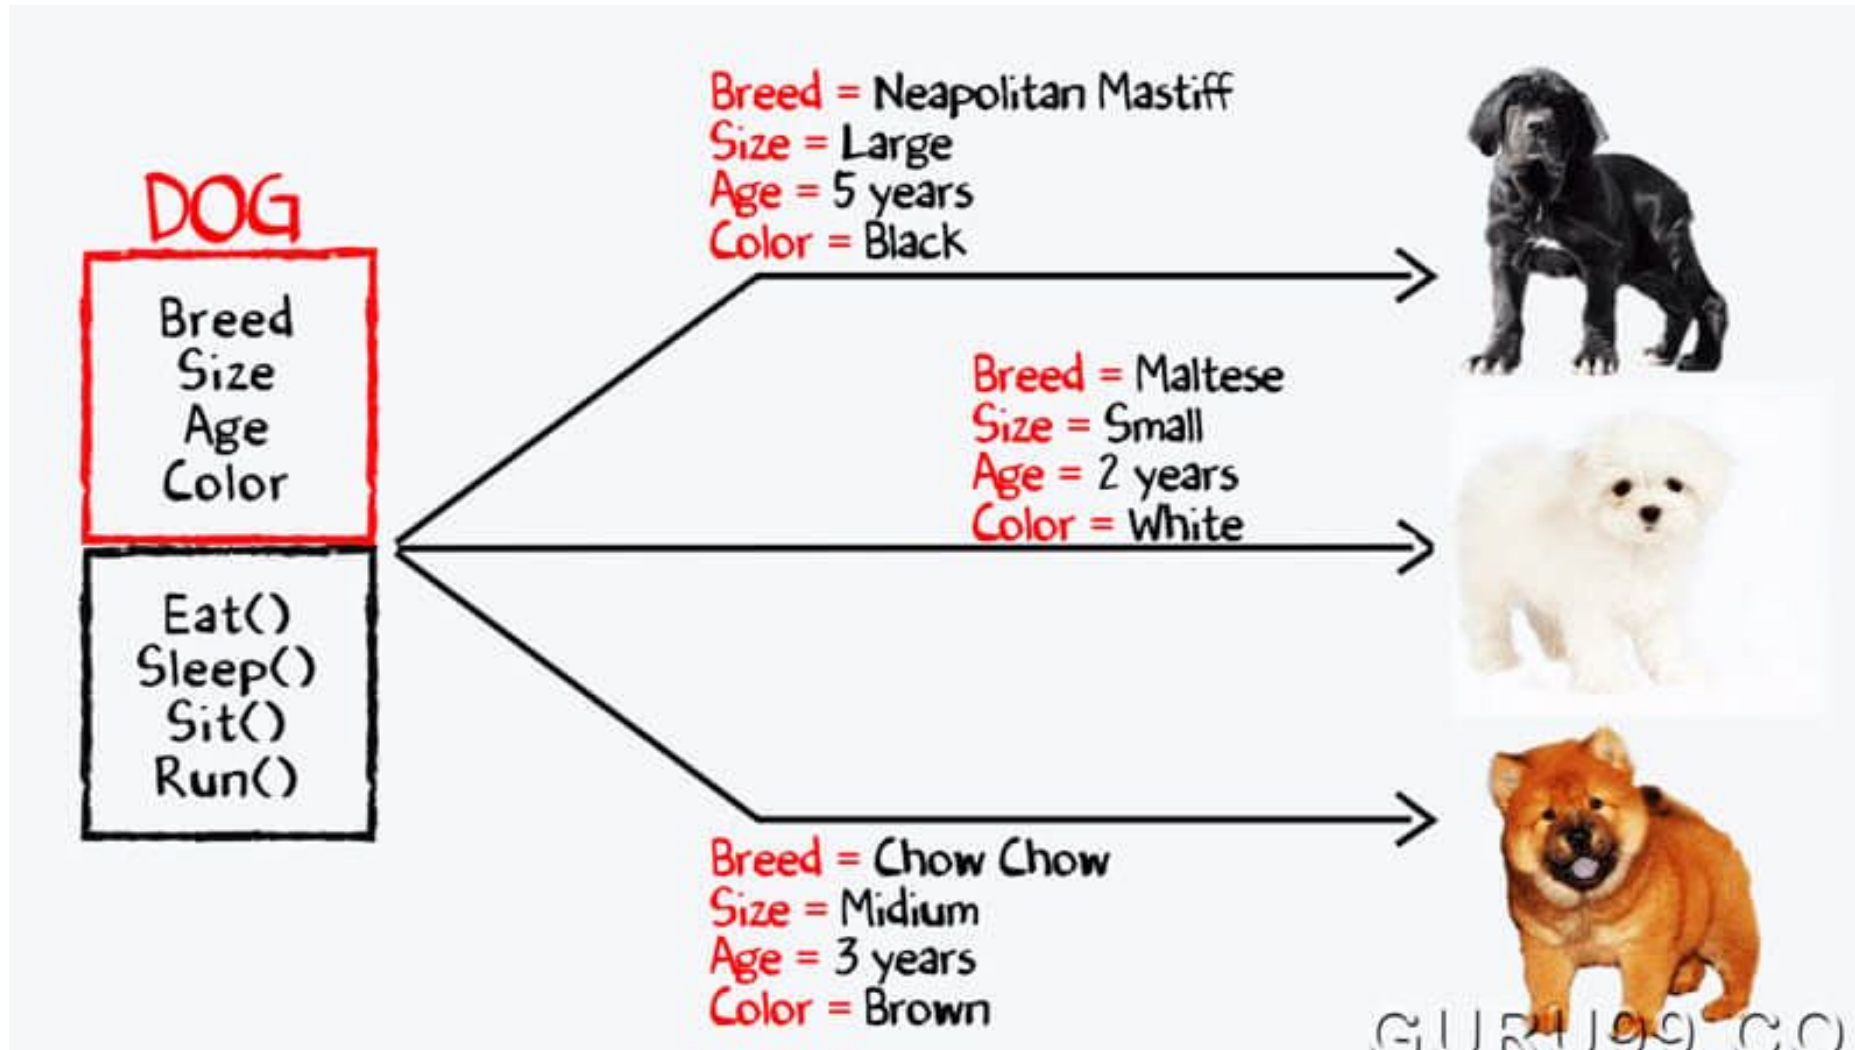 DOG
Breed
Size
Age
Color
Eat()
Sleep()
Sit()
Run()
Breed = Neapolitan Mastiff
Size = Large
Age = 5 years
Color = Black
Breed = Maltese
Size = Small
Age = 2 years
Color = White
Breed = Chow Chow
Size = Midium
Age = 3 years
Color = Brown
GURU99.CO